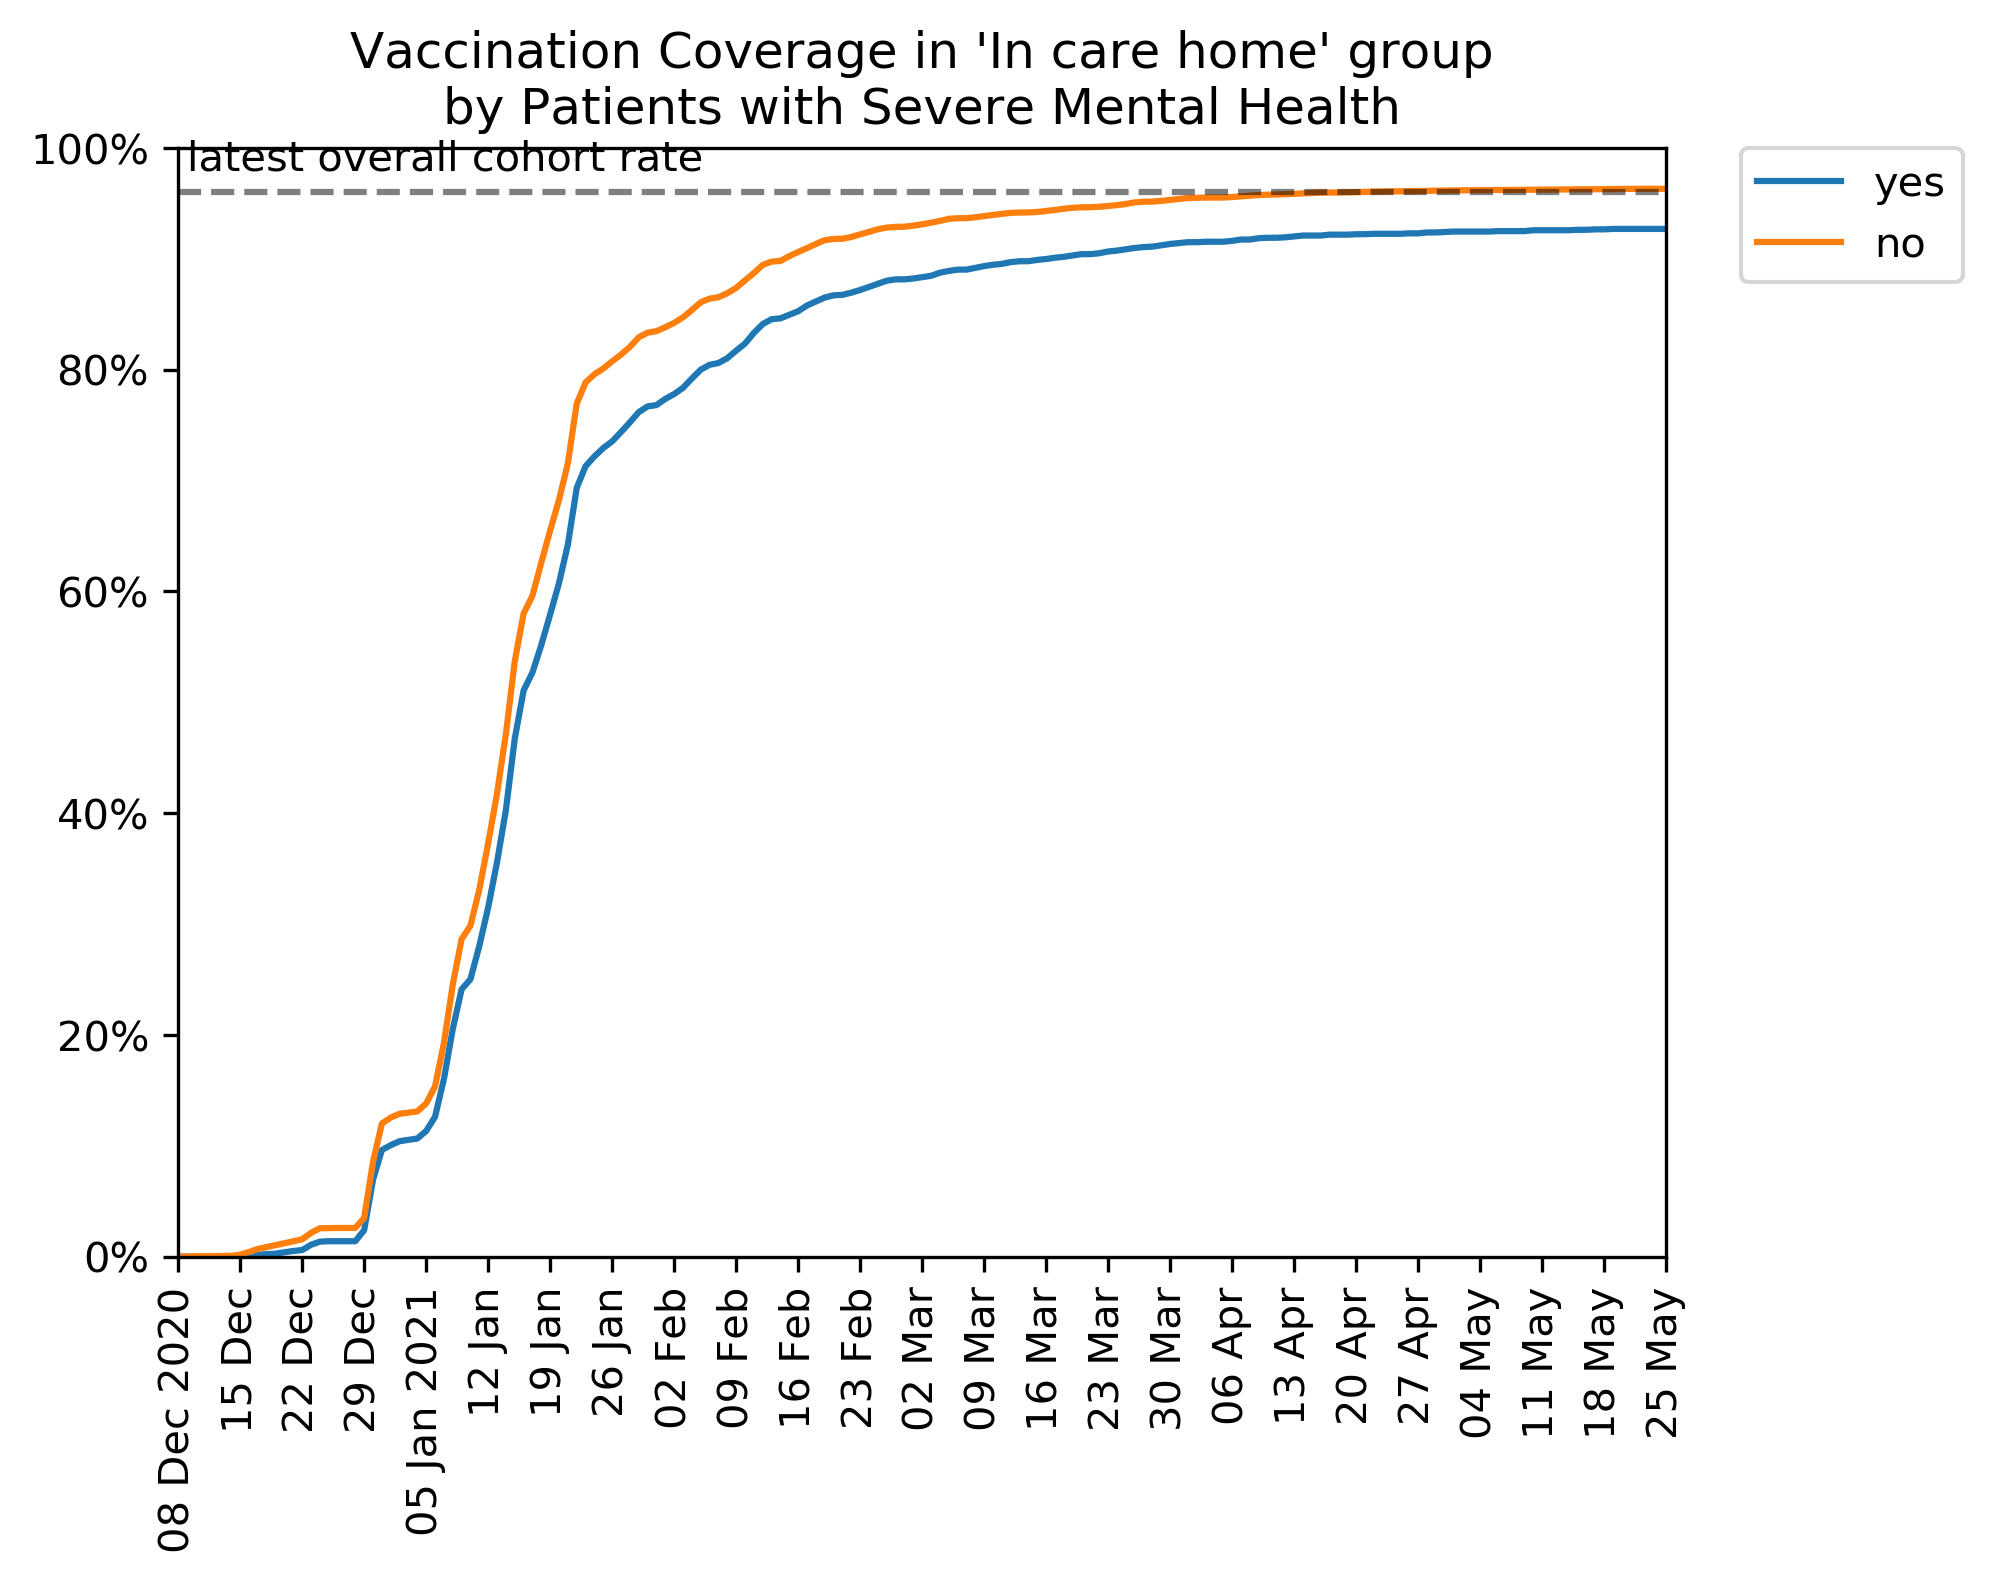 Vaccination Coverage in 'In care home' group
by Patients with Severe Mental Health
100%
latest overall cohort rate
80%
60%
40%
20%
0%
08 Dec 2020
15 Dec
22 Dec
29 Dec
05 Jan 2021
12 Jan
19 Jan
26 Jan
02 Feb
09 Feb
16 Feb
23 Feb
02 Mar
09 Mar
16 Mar
23 Mar
30 Mar
06 Apr
13 Apr
20 Apr
27 Apr
04 May
11 May
18 May
25 May
yes
no